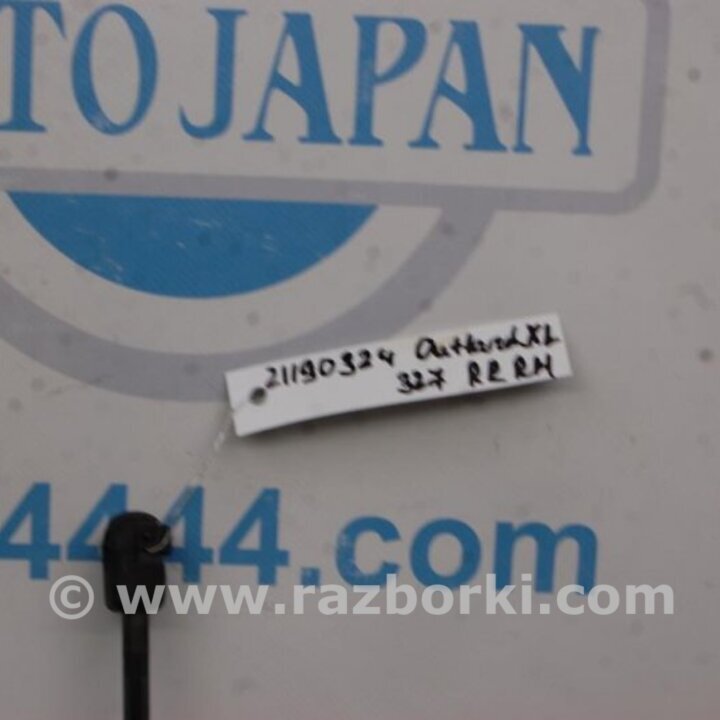 TO JAPAN
21190324 OutlandXL
327 RR RH
4444.com
© www.razborki.com